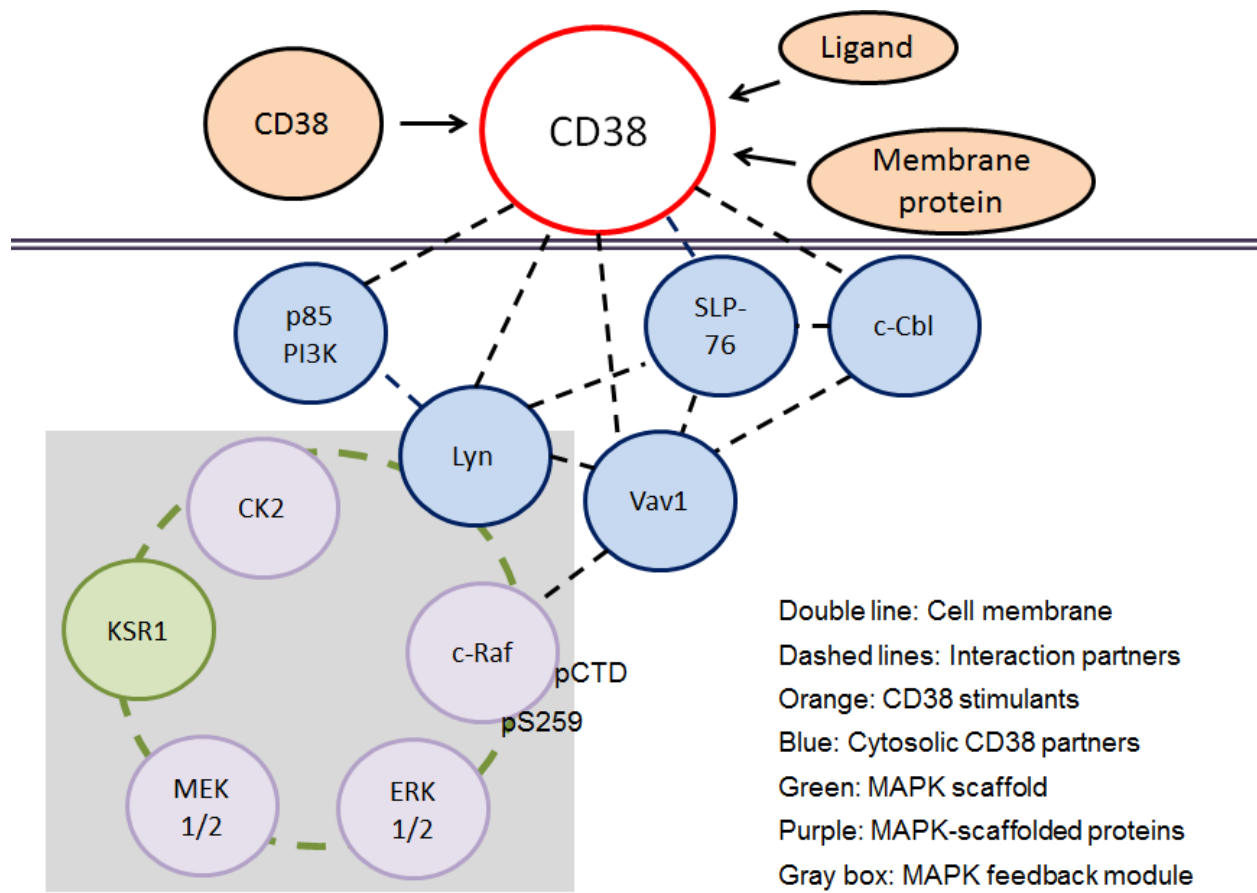 Ligand
CD38
CD38
Membrane
protein
p85
PI3K
SLP-
76
c-Cbl
Lyn
Vav1
CK2
KSR1
c-Raf
pCTD
pS259
MEK
1/2
ERK
1/2
Double line: Cell membrane
Dashed lines: Interaction partners
Orange: CD38 stimulants
Blue: Cytosolic CD38 partners
Green: MAPK scaffold
Purple: MAPK-scaffolded proteins
Gray box: MAPK feedback module